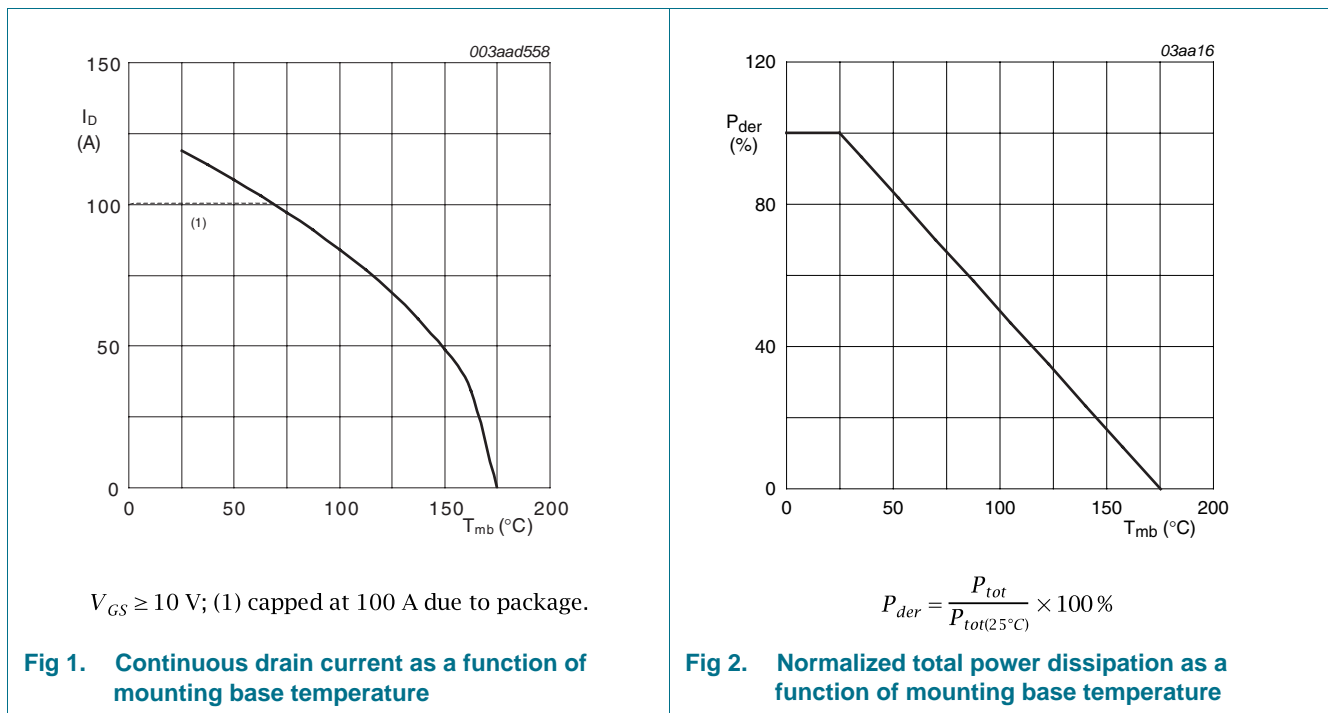 003aad558
150
I_D
(A)
100
(1)
50
0
0 50 100 150 200
T_mb (°C)
V_GS ≥ 10 V; (1) capped at 100 A due to package.
Fig 1. Continuous drain current as a function of
mounting base temperature
03aa16
120
P_der
(%)
80
40
0
0 50 100 150 200
T_mb (°C)
P_der = P_tot / P_tot(25°C) × 100 %
Fig 2. Normalized total power dissipation as a
function of mounting base temperature